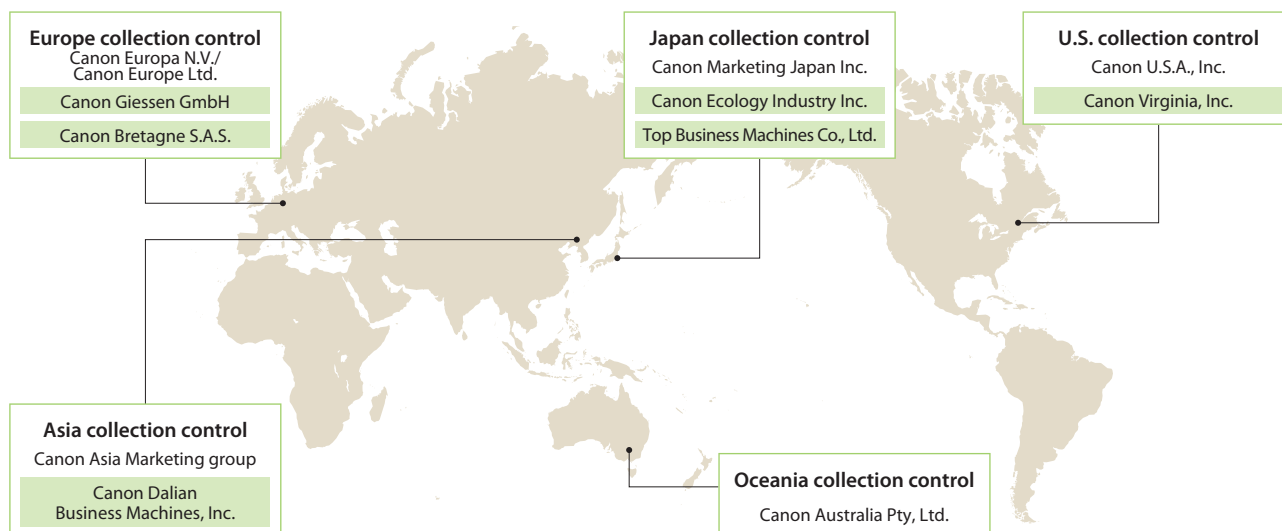 Europe collection control
Canon Europa N.V./
Canon Europe Ltd.
Canon Giessen GmbH
Canon Bretagne S.A.S.
Japan collection control
Canon Marketing Japan Inc.
Canon Ecology Industry Inc.
Top Business Machines Co., Ltd.
U.S. collection control
Canon U.S.A., Inc.
Canon Virginia, Inc.
Asia collection control
Canon Asia Marketing group
Canon Dalian
Business Machines, Inc.
Oceania collection control
Canon Australia Pty, Ltd.